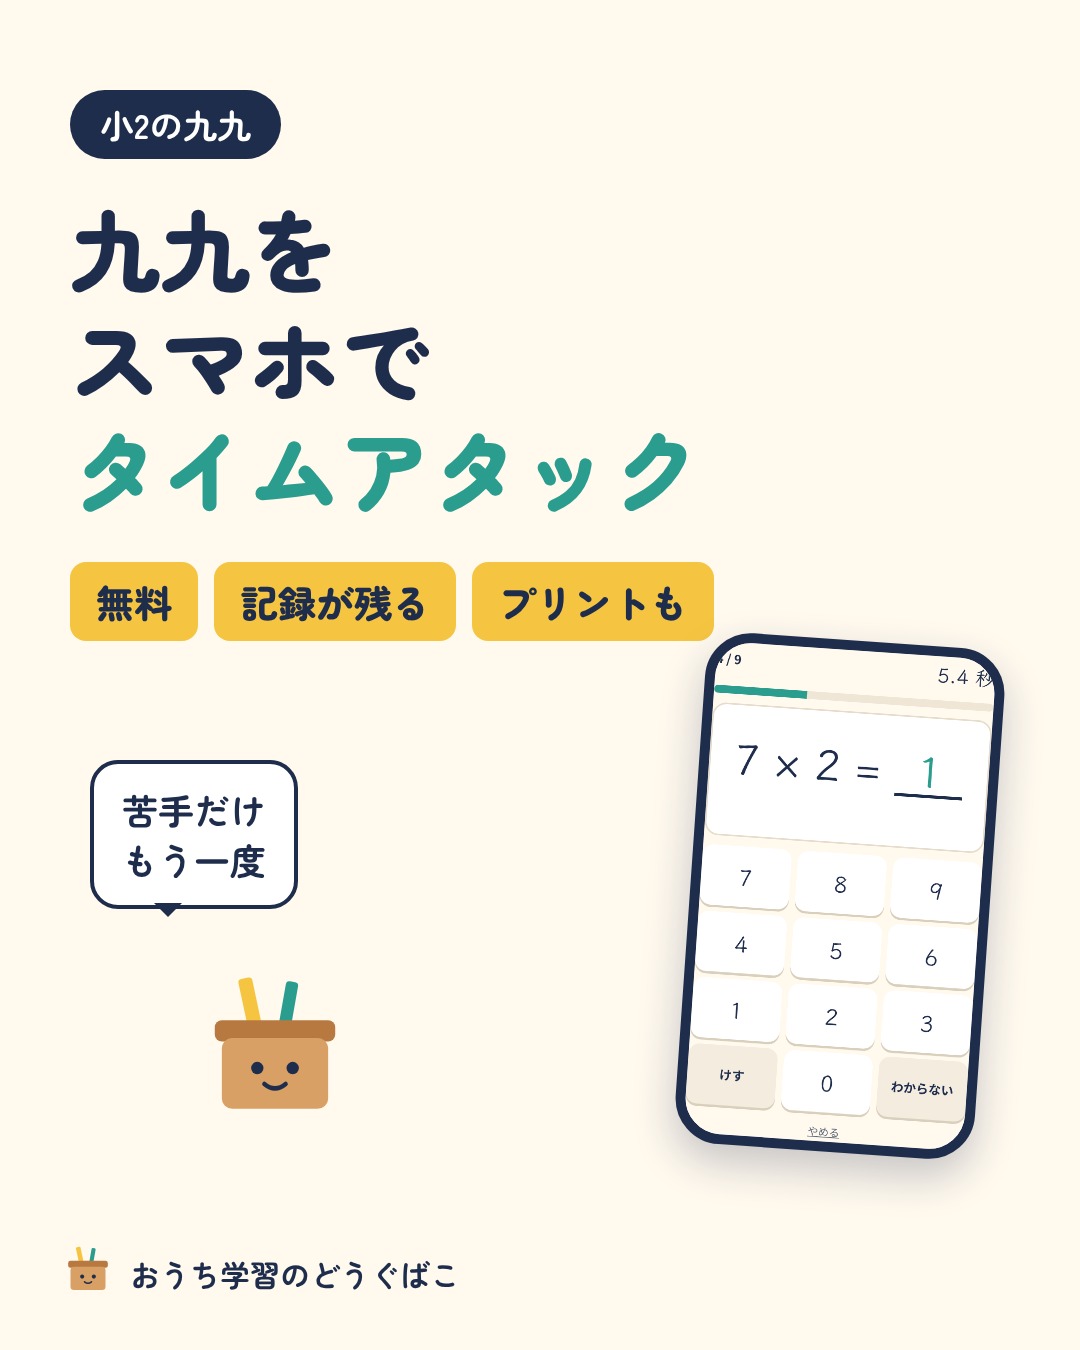 小2の九九
九九を
スマホで
タイムアタック
無料 記録が残る プリントも
/ 9
5.4 秒
7 × 2 = 1
苦手だけ
もう一度
7 8 9
4 5 6
1 2 3
けす 0 わからない
やめる
おうち学習のどうぐばこ